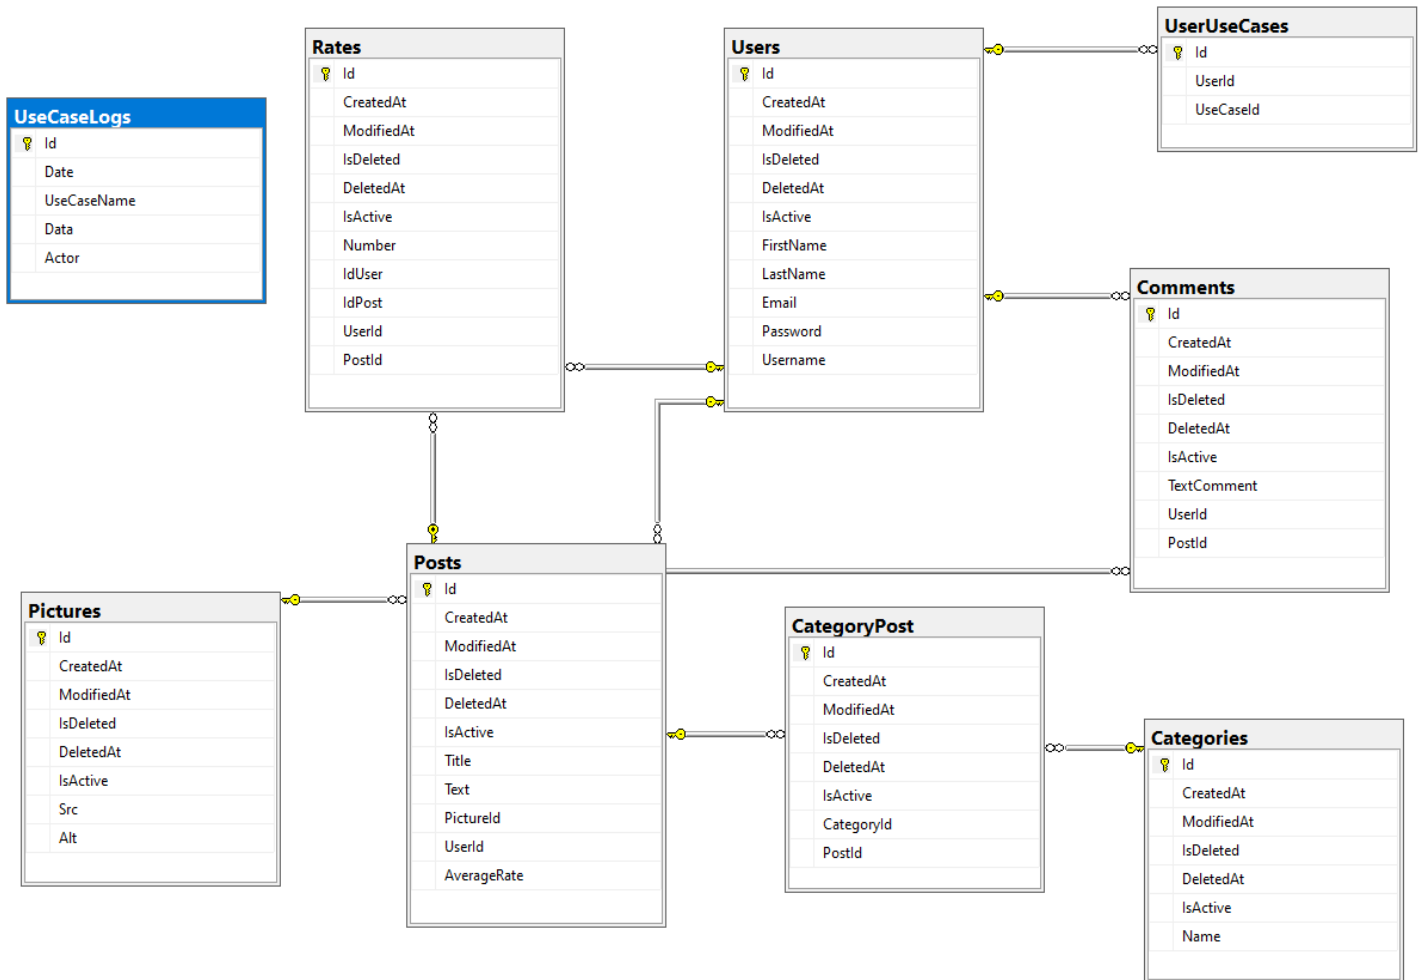 UseCaseLogs
Id
Date
UseCaseName
Data
Actor
Rates
Id
CreatedAt
ModifiedAt
IsDeleted
DeletedAt
IsActive
Number
IdUser
IdPost
UserId
PostId
Users
Id
CreatedAt
ModifiedAt
IsDeleted
DeletedAt
IsActive
FirstName
LastName
Email
Password
Username
UserUseCases
Id
UserId
UseCaseId
Comments
Id
CreatedAt
ModifiedAt
IsDeleted
DeletedAt
IsActive
TextComment
UserId
PostId
Pictures
Id
CreatedAt
ModifiedAt
IsDeleted
DeletedAt
IsActive
Src
Alt
Posts
Id
CreatedAt
ModifiedAt
IsDeleted
DeletedAt
IsActive
Title
Text
PictureId
UserId
AverageRate
CategoryPost
Id
CreatedAt
ModifiedAt
IsDeleted
DeletedAt
IsActive
CategoryId
PostId
Categories
Id
CreatedAt
ModifiedAt
IsDeleted
DeletedAt
IsActive
Name